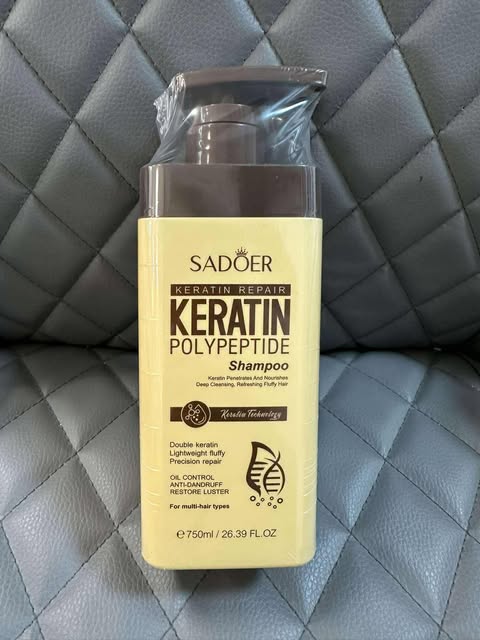 SADOER
KERATIN REPAIR
KERATIN
POLYPEPTIDE
Shampoo
Keratin Penetrates And Nourishes
Deep Cleansing, Refreshing Fluffy Hair
Keratin Technology
Double keratin
Lightweight fluffy
Precision repair
OIL CONTROL
ANTI-DANDRUFF
RESTORE LUSTER
For multi-hair types
℮750ml / 26.39 FL.OZ